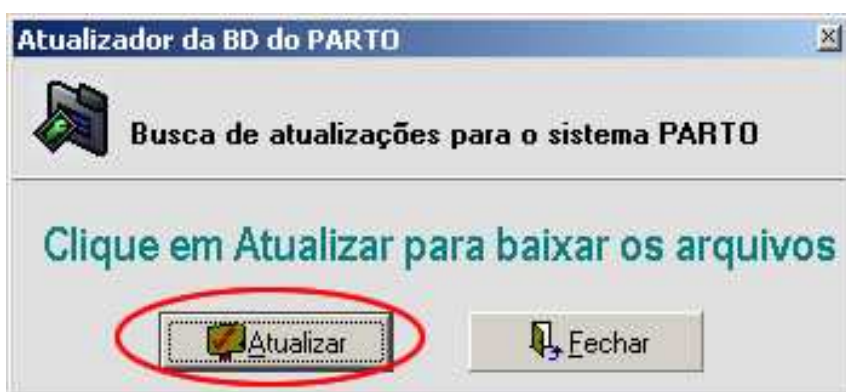 Atualizador da BD do PARTO
Busca de atualizações para o sistema PARTO
Clique em Atualizar para baixar os arquivos
Atualizar
Fechar